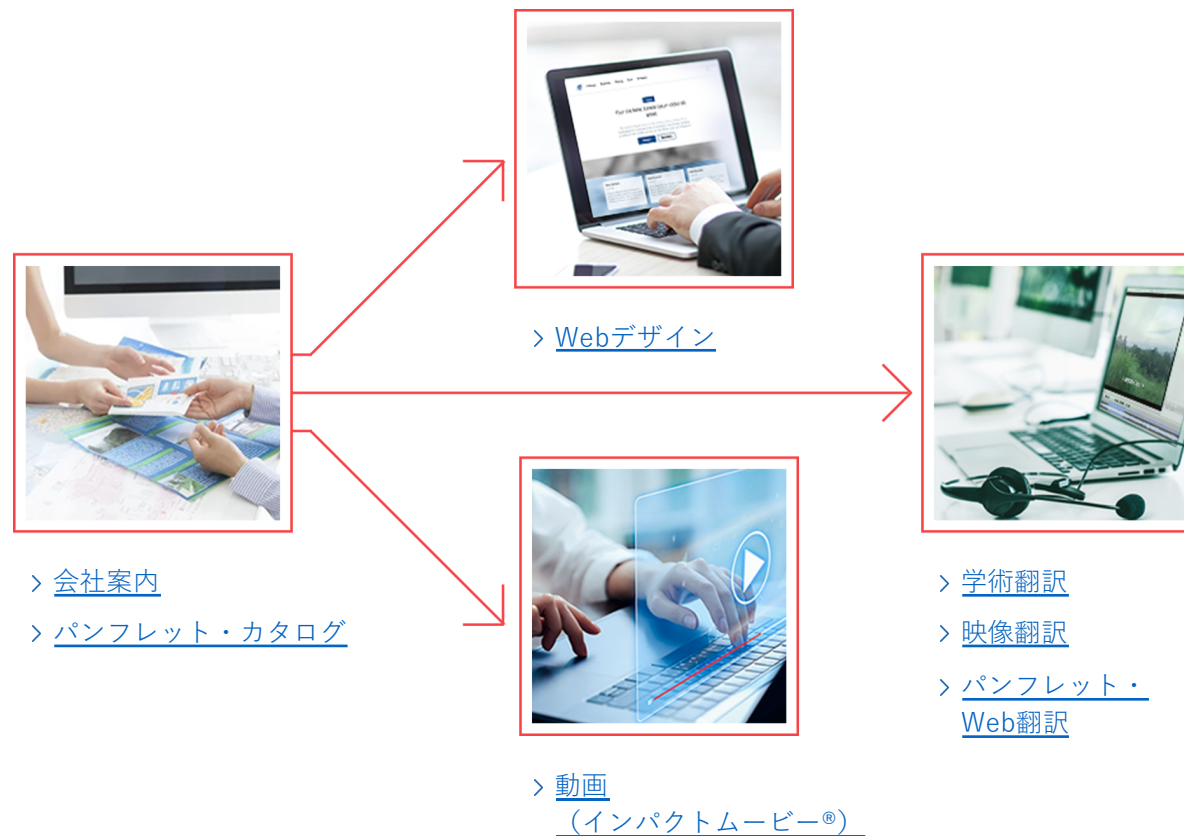 > Webデザイン
> 会社案内
> パンフレット・カタログ
> 学術翻訳
> 映像翻訳
> パンフレット・
Web翻訳
> 動画
（インパクトムービー®）